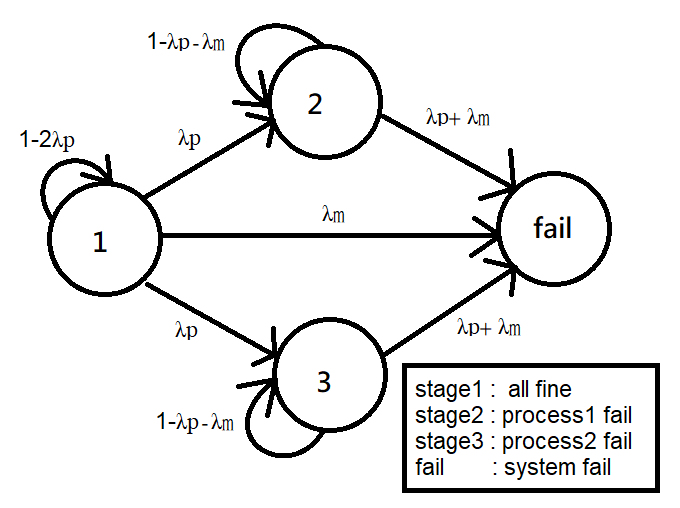 1-λp-λm
2
λp+ λm
1-2λp
λp
1
λm
fail
λp
3
λp+ λm
1-λp-λm
stage1 : all fine
stage2 : process1 fail
stage3 : process2 fail
fail : system fail